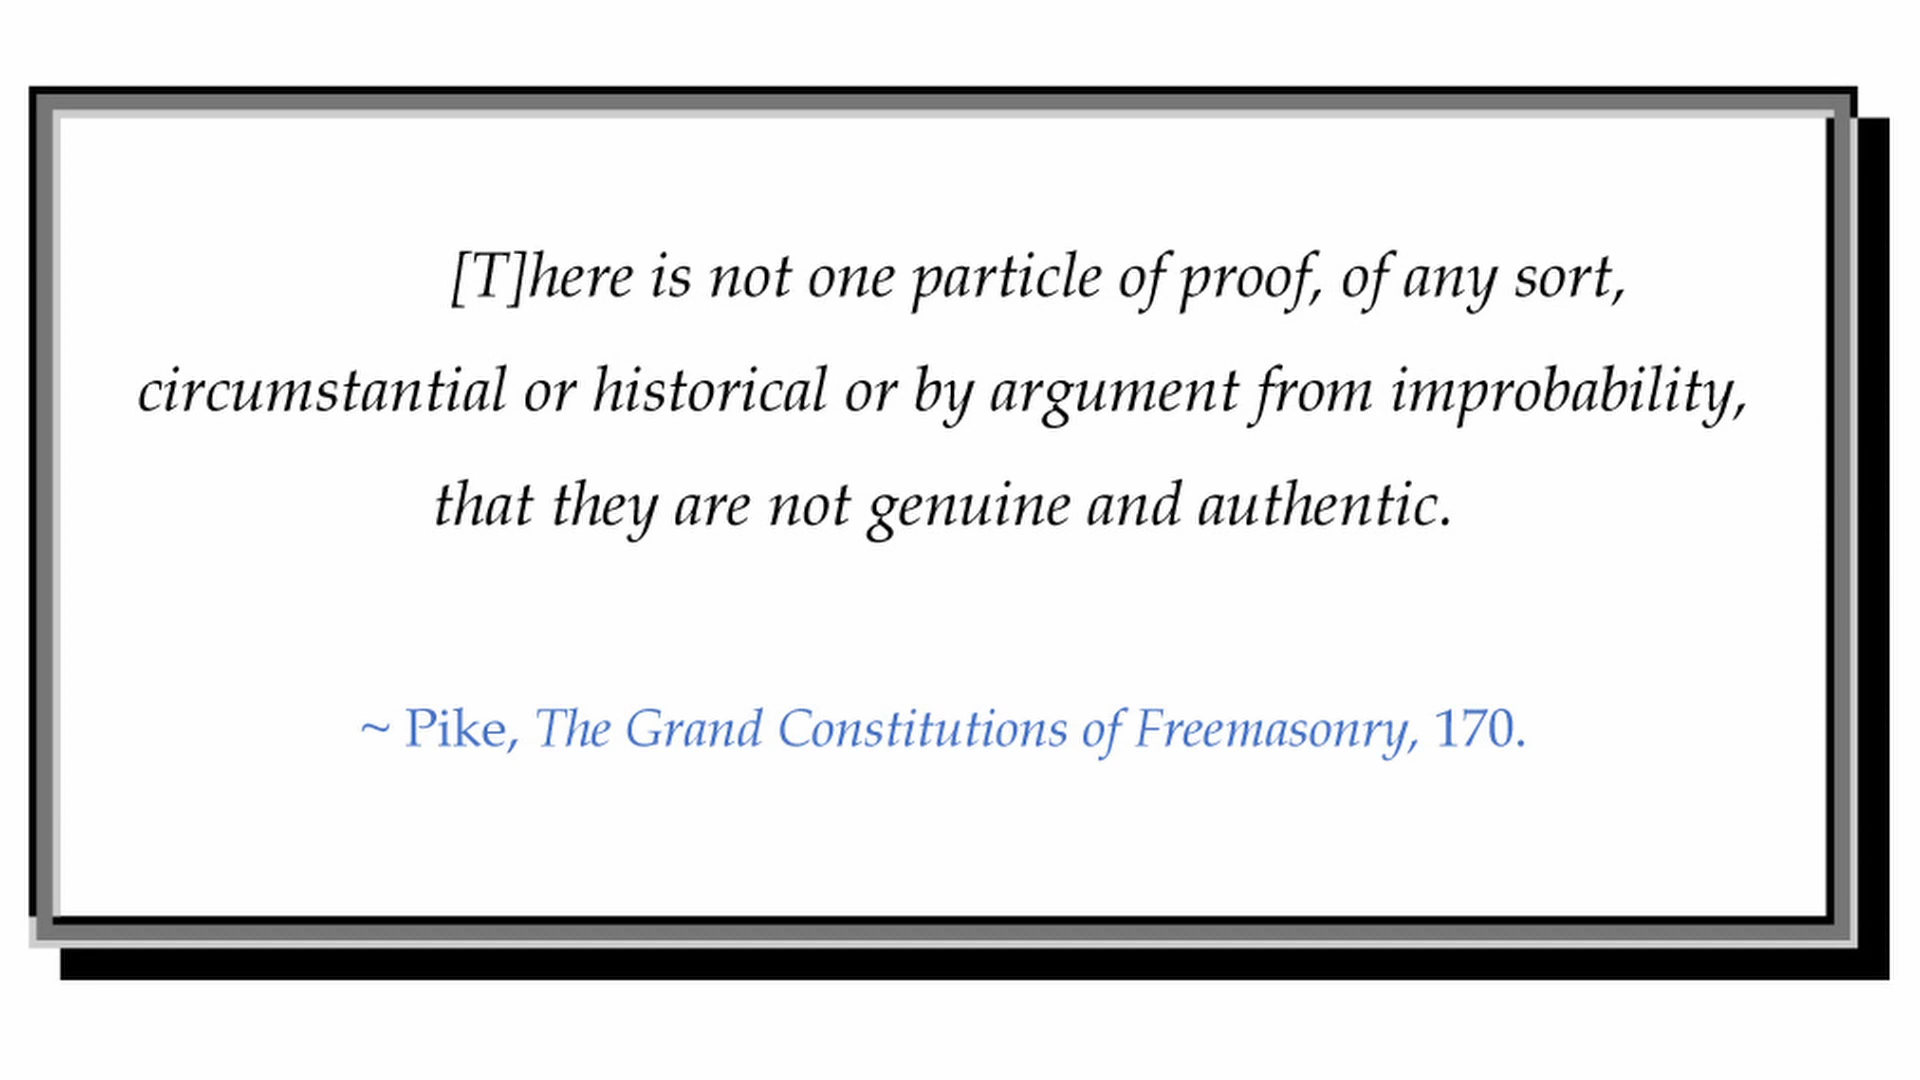 [T]here is not one particle of proof, of any sort,
circumstantial or historical or by argument from improbability,
that they are not genuine and authentic.
~ Pike, The Grand Constitutions of Freemasonry, 170.